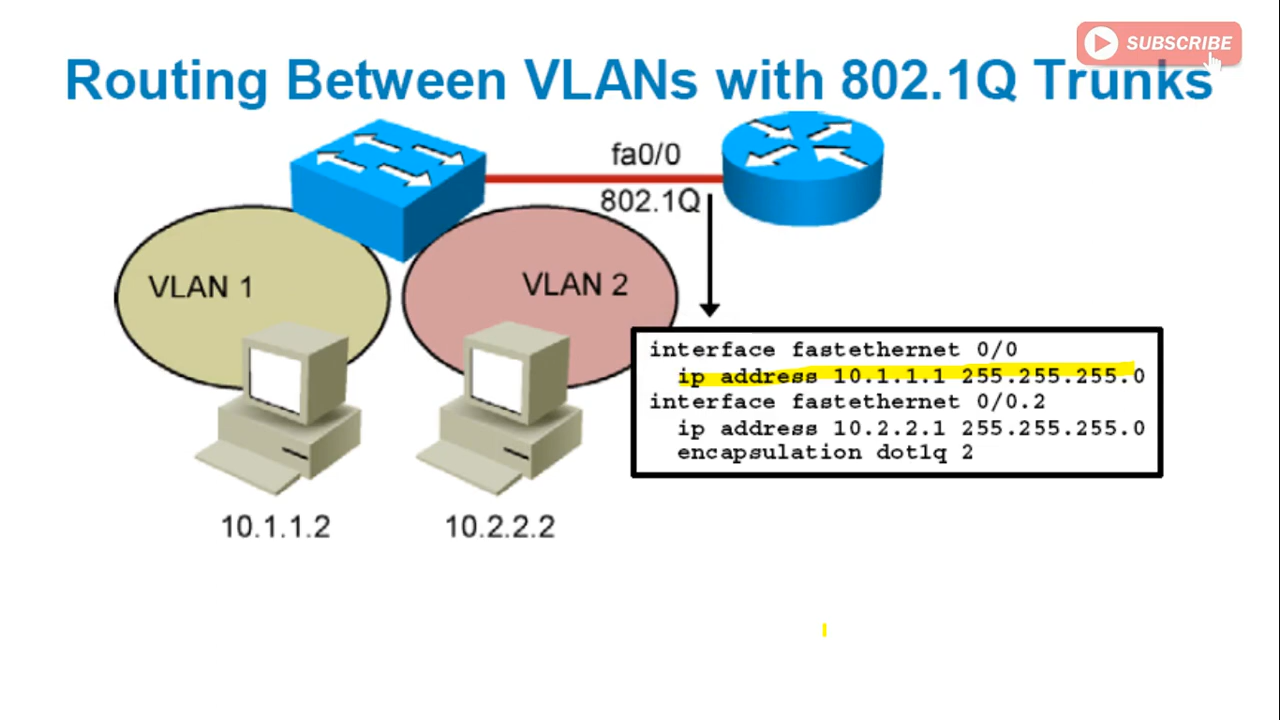 SUBSCRIBE
Routing Between VLANs with 802.1Q Trunks
fa0/0
802.1Q
VLAN 1
VLAN 2
interface fastethernet 0/0
ip address 10.1.1.1 255.255.255.0
interface fastethernet 0/0.2
ip address 10.2.2.1 255.255.255.0
encapsulation dot1q 2
10.1.1.2
10.2.2.2